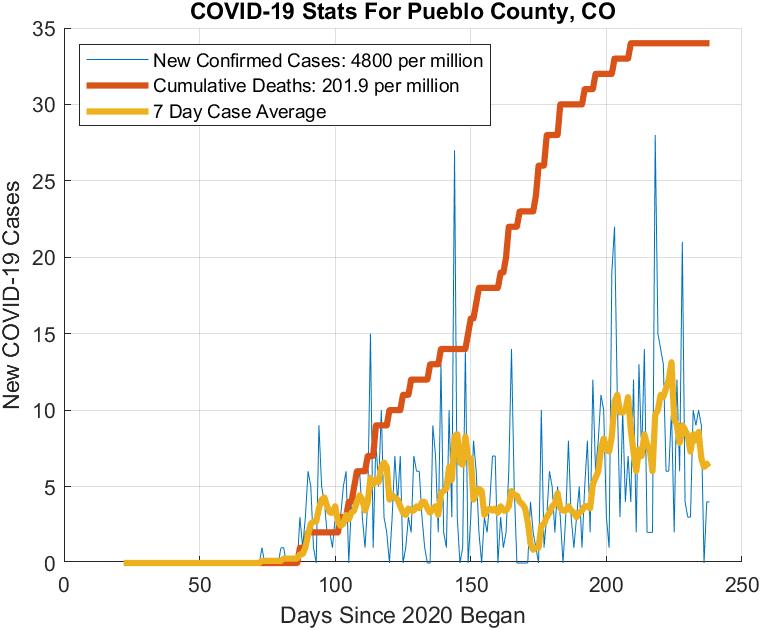 COVID-19 Stats For Pueblo County, CO
New Confirmed Cases: 4800 per million
Cumulative Deaths: 201.9 per million
7 Day Case Average
New COVID-19 Cases
35
30
25
20
15
10
5
0
0 50 100 150 200 250
Days Since 2020 Began